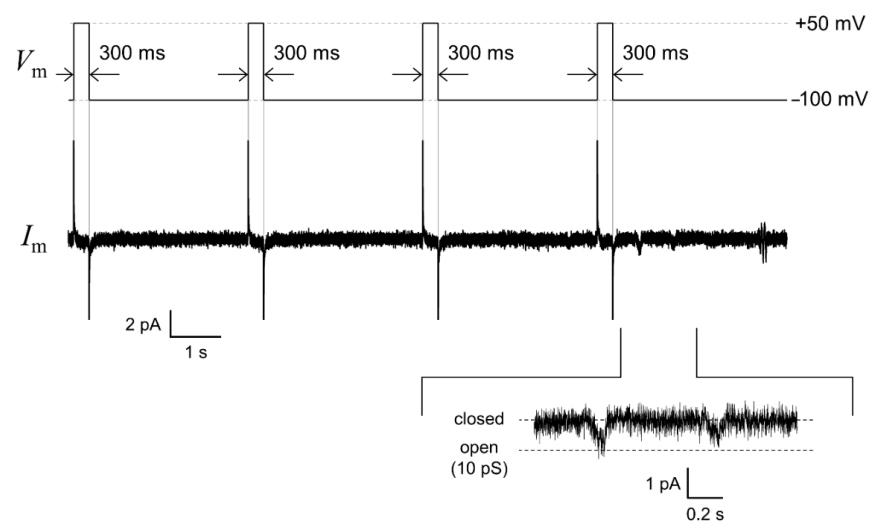 +50 mV
300 ms 300 ms 300 ms 300 ms
Vm
–100 mV
Im
2 pA
1 s
closed
open
(10 pS)
1 pA
0.2 s